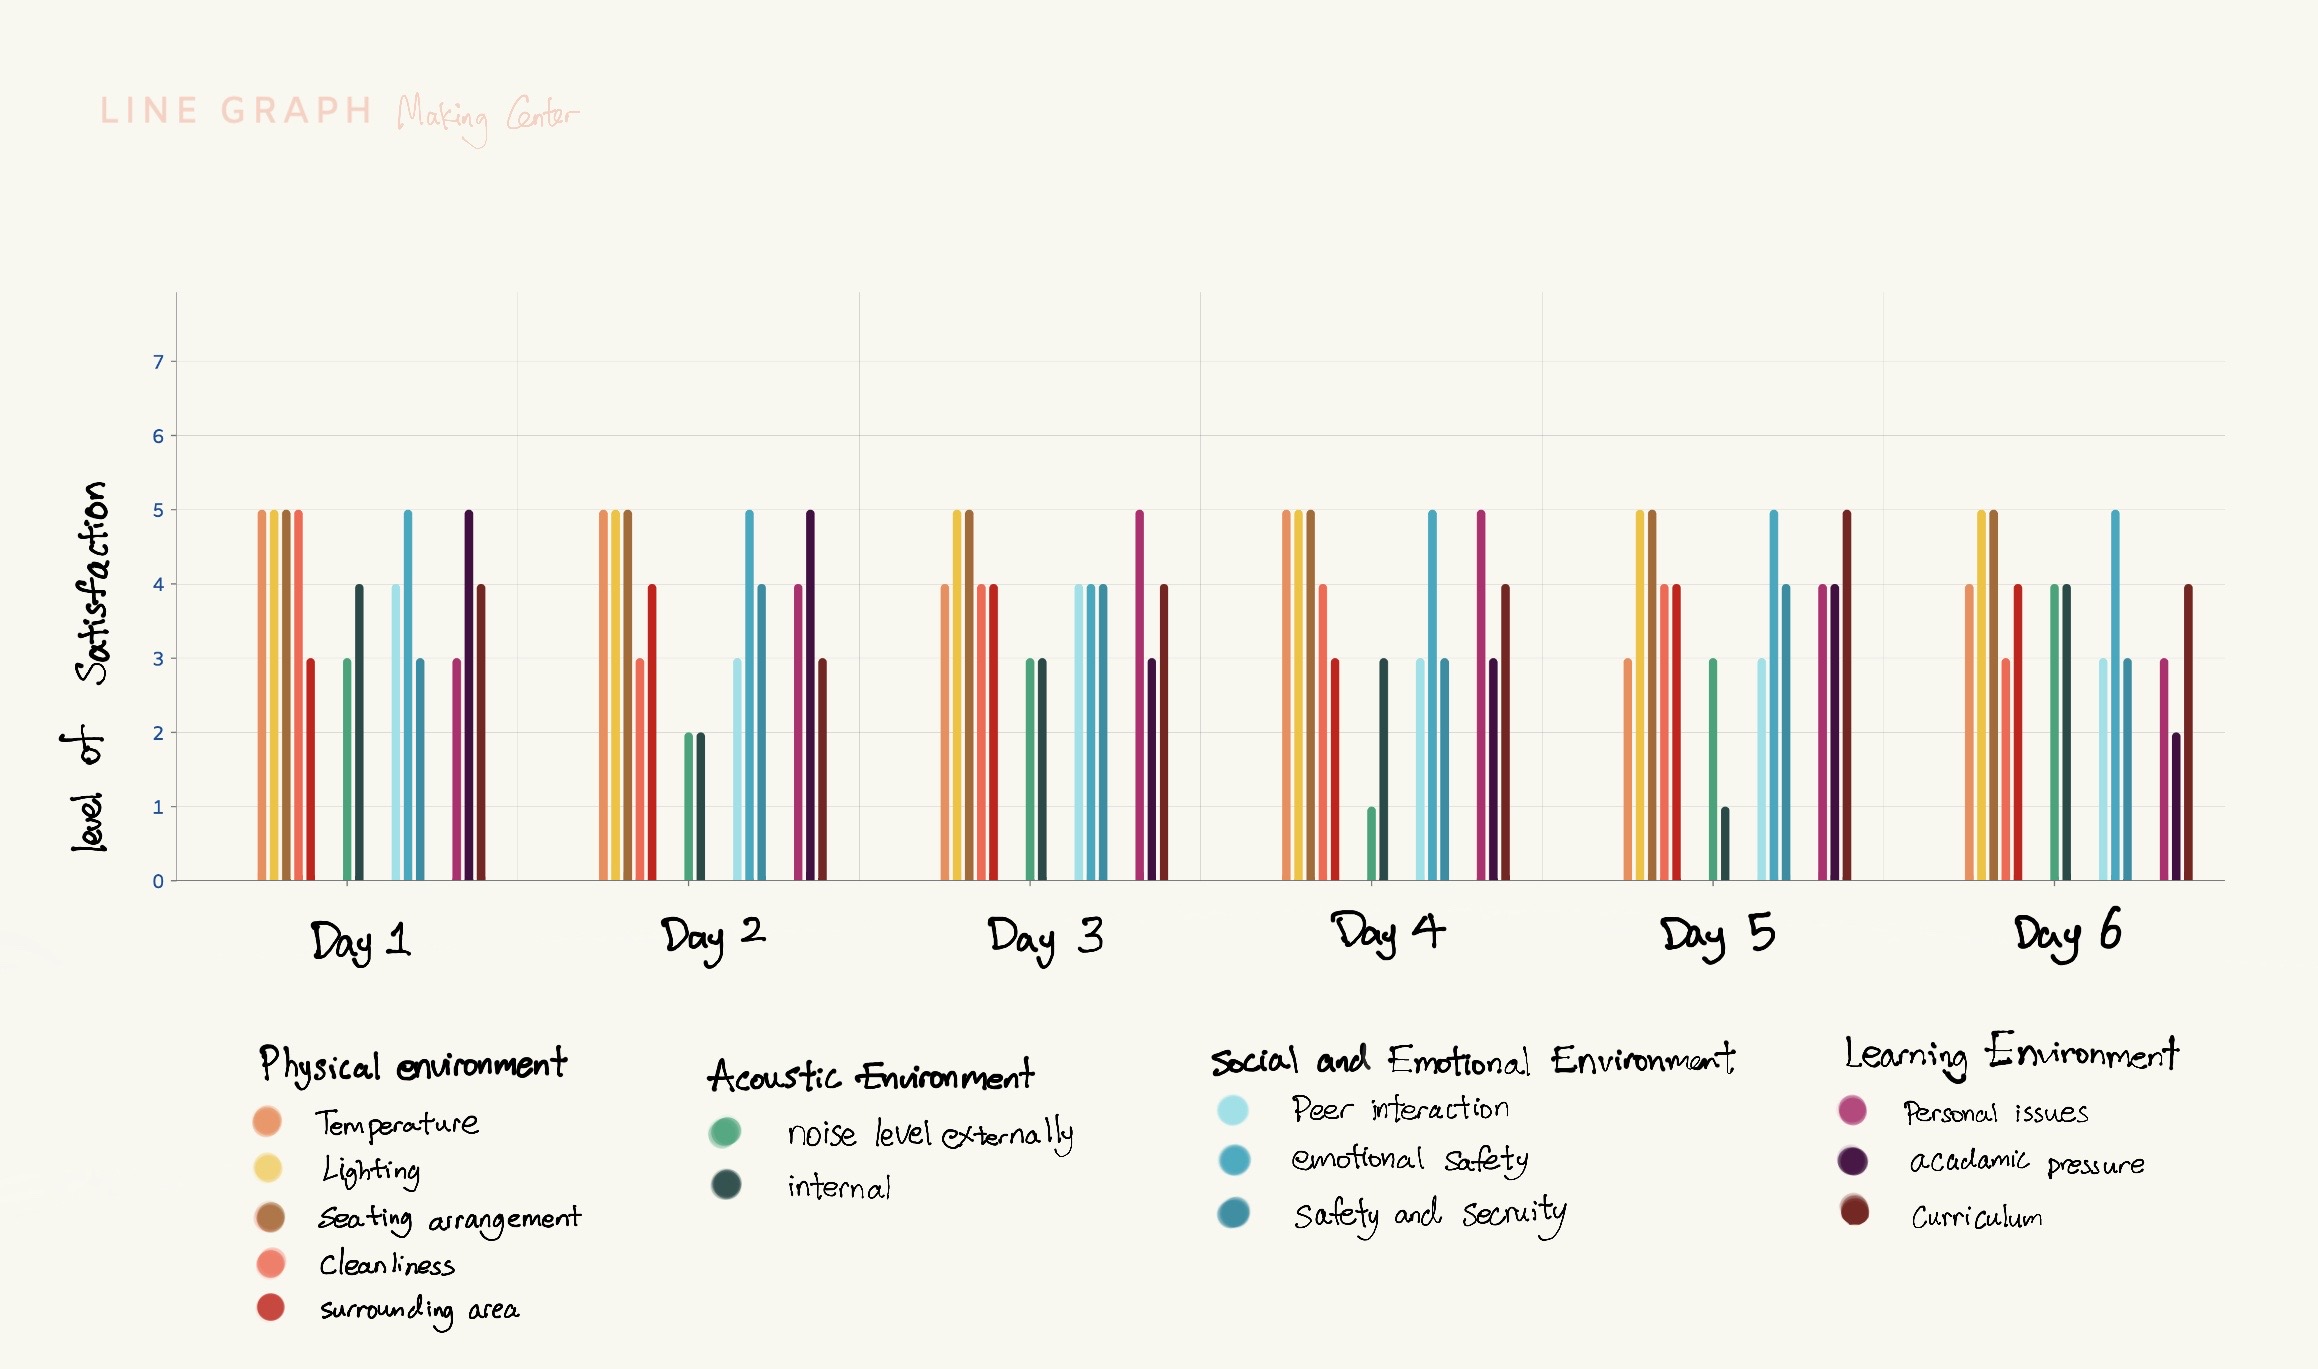 LINE GRAPH Making Center
7
6
5
4
3
2
1
0
level of Satisfaction
Day 1
Day 2
Day 3
Day 4
Day 5
Day 6
Physical environment
Temperature
Lighting
Seating arrangement
Cleanliness
surrounding area
Acoustic Environment
noise level externally
internal
Social and Emotional Environment
Peer interaction
emotional safety
Safety and secruity
Learning Environment
Personal issues
acadamic pressure
Curriculum